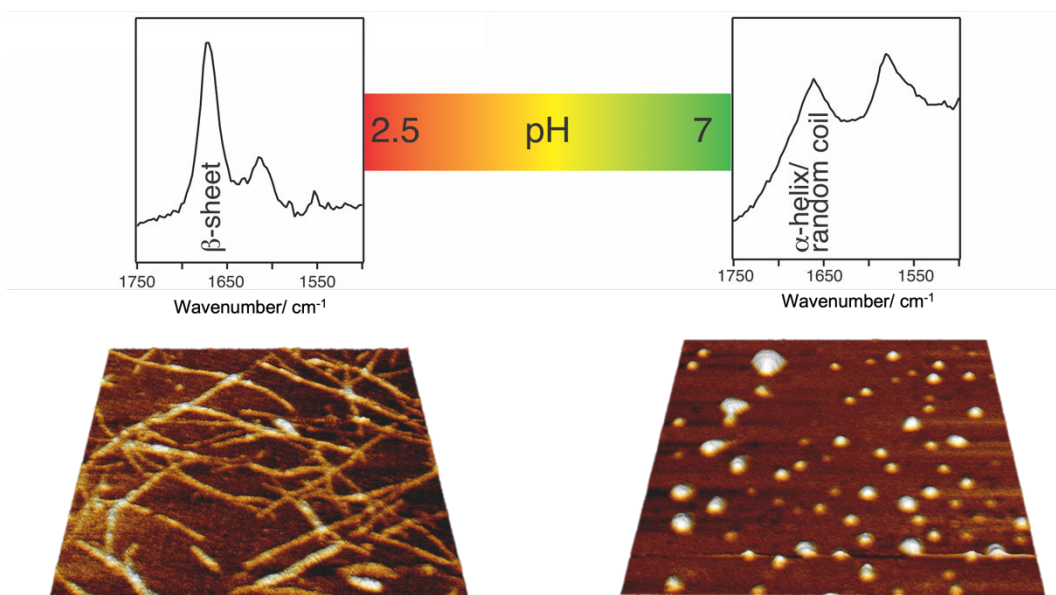 β-sheet
1750
1650
1550
Wavenumber/ cm⁻¹
2.5
pH
7
α-helix/
random coil
1750
1650
1550
Wavenumber/ cm⁻¹